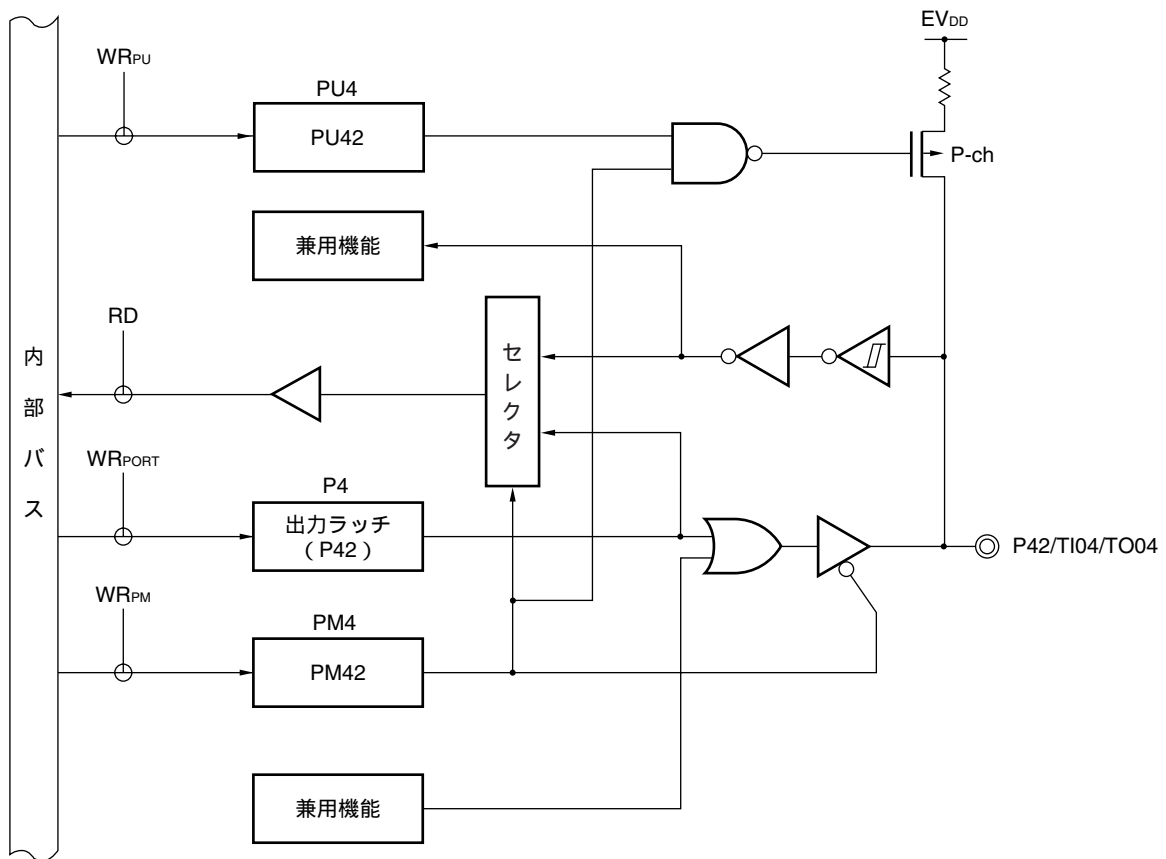 EVDD
WRPU
PU4
PU42
P-ch
兼用機能
RD
セレクタ
内部バス
WRPORT
P4
出力ラッチ
（P42）
P42/TI04/TO04
WRPM
PM4
PM42
兼用機能